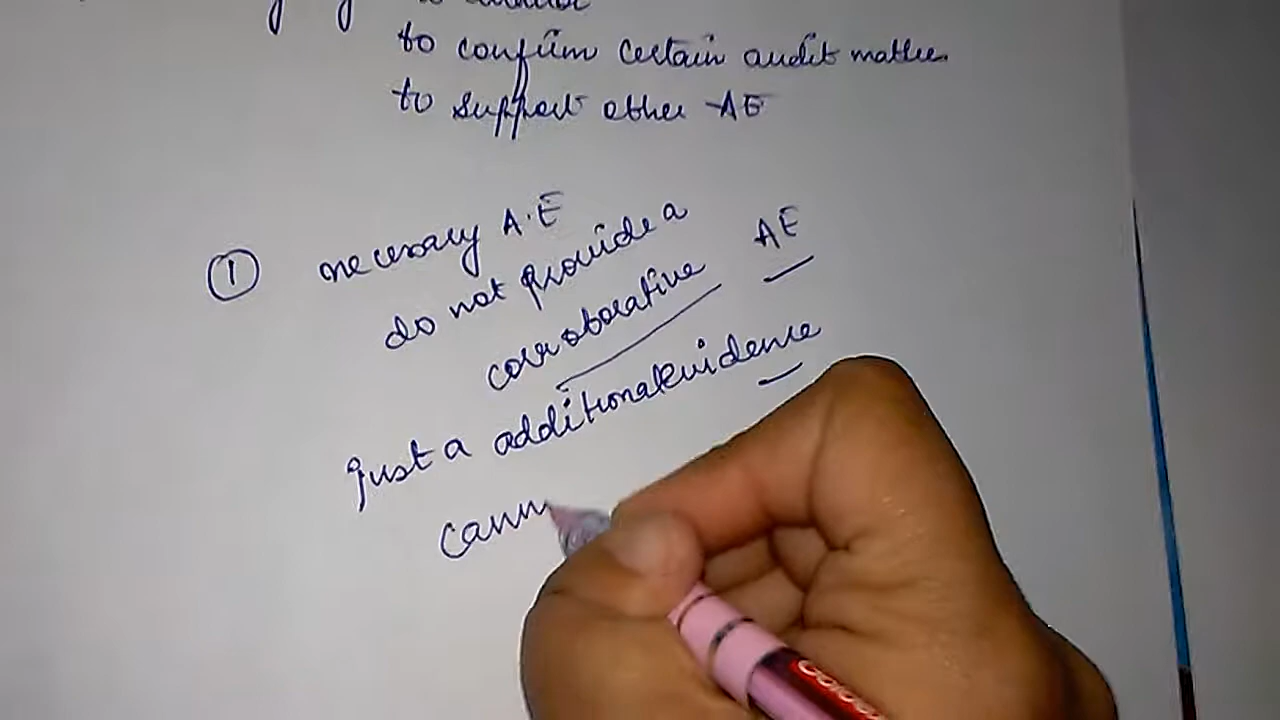 to confirm certain audit matter
to support other AE
① necessary A.E
do not provide a
corroborative AE
just a additional evidence
cann